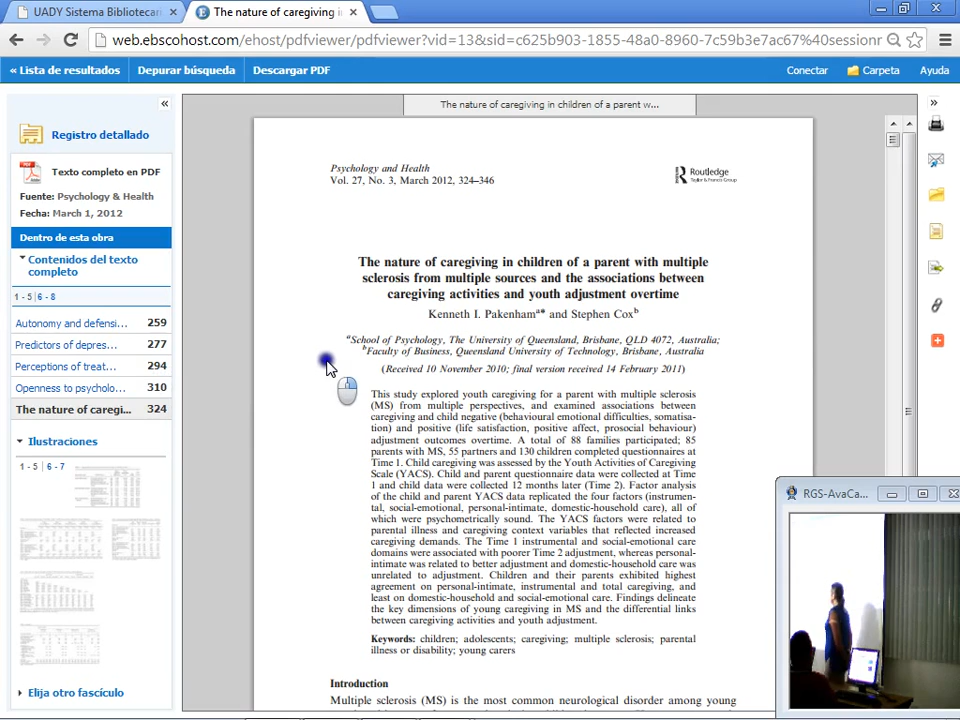 UADY Sistema Bibliotecari
The nature of caregiving in
web.ebscohost.com/ehost/pdfviewer/pdfviewer?vid=13&sid=c625b903-1855-48a0-8960-7c59b3e7ac67%40sessionr
« Lista de resultados
Depurar búsqueda
Descargar PDF
Conectar
Carpeta
Ayuda
«
The nature of caregiving in children of a parent w...
»
Registro detallado
Texto completo en PDF
Fuente: Psychology & Health
Fecha: March 1, 2012
Dentro de esta obra
Contenidos del texto
completo
1 - 5|6 - 8
Autonomy and defensi... 259
Predictors of depres... 277
Perceptions of treat... 294
Openness to psycholo... 310
The nature of caregi... 324
Ilustraciones
1 - 5 | 6 - 7
Elija otro fascículo
Psychology and Health
Vol. 27, No. 3, March 2012, 324–346
Routledge
Taylor & Francis Group
The nature of caregiving in children of a parent with multiple
sclerosis from multiple sources and the associations between
caregiving activities and youth adjustment overtime
Kenneth I. Pakenhamᵃ* and Stephen Coxᵇ
ᵃSchool of Psychology, The University of Queensland, Brisbane, QLD 4072, Australia;
ᵇFaculty of Business, Queensland University of Technology, Brisbane, Australia
(Received 10 November 2010; final version received 14 February 2011)
This study explored youth caregiving for a parent with multiple sclerosis
(MS) from multiple perspectives, and examined associations between
caregiving and child negative (behavioural emotional difficulties, somatisa-
tion) and positive (life satisfaction, positive affect, prosocial behaviour)
adjustment outcomes overtime. A total of 88 families participated; 85
parents with MS, 55 partners and 130 children completed questionnaires at
Time 1. Child caregiving was assessed by the Youth Activities of Caregiving
Scale (YACS). Child and parent questionnaire data were collected at Time
1 and child data were collected 12 months later (Time 2). Factor analysis
of the child and parent YACS data replicated the four factors (instrumen-
tal, social-emotional, personal-intimate, domestic-household care), all of
which were psychometrically sound. The YACS factors were related to
parental illness and caregiving context variables that reflected increased
caregiving demands. The Time 1 instrumental and social-emotional care
domains were associated with poorer Time 2 adjustment, whereas personal-
intimate was related to better adjustment and domestic-household care was
unrelated to adjustment. Children and their parents exhibited highest
agreement on personal-intimate, instrumental and total caregiving, and
least on domestic-household and social-emotional care. Findings delineate
the key dimensions of young caregiving in MS and the differential links
between caregiving activities and youth adjustment.
Keywords: children; adolescents; caregiving; multiple sclerosis; parental
illness or disability; young carers
Introduction
Multiple sclerosis (MS) is the most common neurological disorder among young
RGS-AvaCa...